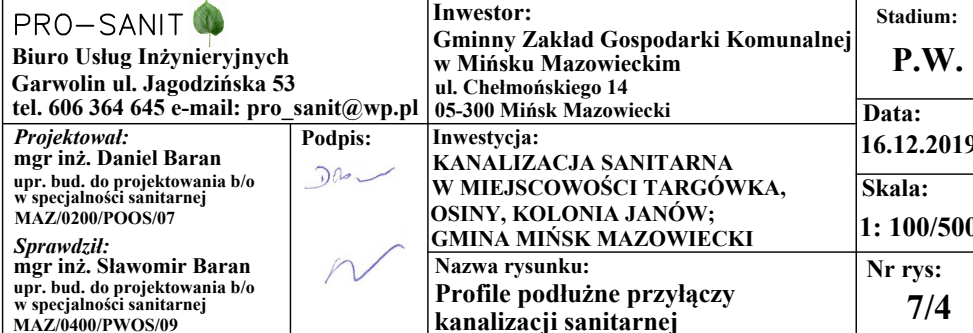 PRO-SANIT
Biuro Usług Inżynieryjnych
Garwolin ul. Jagodzińska 53
tel. 606 364 645 e-mail: pro_sanit@wp.pl
Inwestor:
Gminny Zakład Gospodarki Komunalnej
w Mińsku Mazowieckim
ul. Chełmońskiego 14
05-300 Mińsk Mazowiecki
Stadium:
P.W.
Data:
16.12.2019
Skala:
1: 100/500
Projektował:
mgr inż. Daniel Baran
upr. bud. do projektowania b/o
w specjalności sanitarnej
MAZ/0200/POOS/07
Podpis:
Sprawdził:
mgr inż. Sławomir Baran
upr. bud. do projektowania b/o
w specjalności sanitarnej
MAZ/0400/PWOS/09
Inwestycja:
KANALIZACJA SANITARNA
W MIEJSCOWOŚCI TARGÓWKA,
OSINY, KOLONIA JANÓW;
GMINA MIŃSK MAZOWIECKI
Nazwa rysunku:
Profile podłużne przyłączy
kanalizacji sanitarnej
Nr rys:
7/4